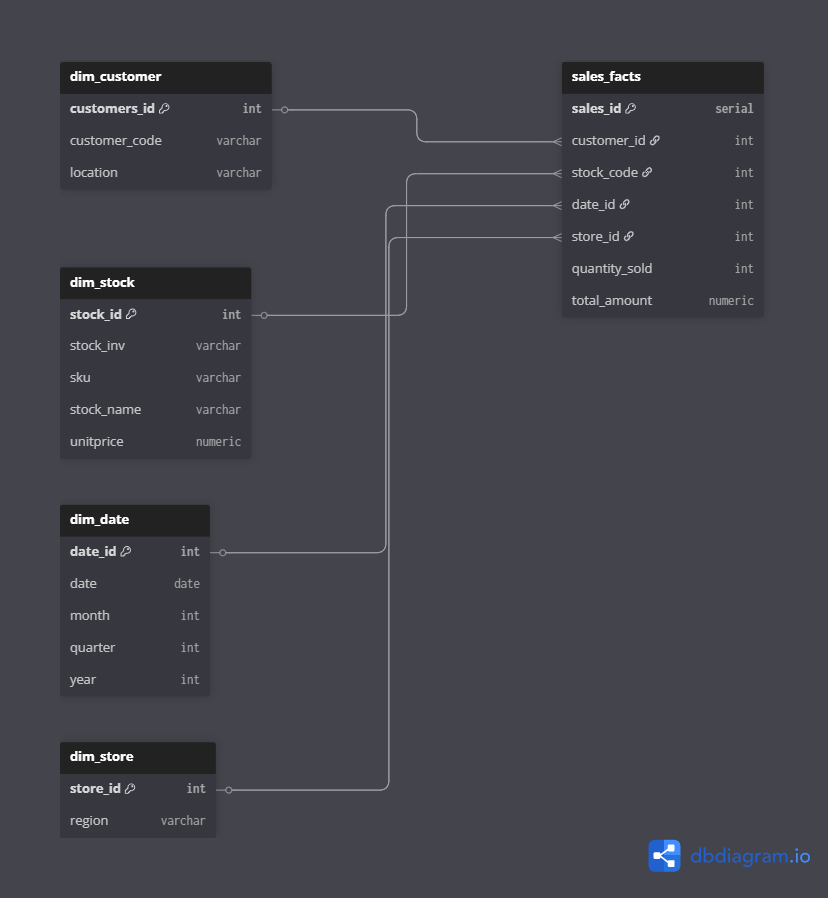 dim_customer
customers_id int
customer_code varchar
location varchar
sales_facts
sales_id serial
customer_id int
stock_code int
date_id int
store_id int
quantity_sold int
total_amount numeric
dim_stock
stock_id int
stock_inv varchar
sku varchar
stock_name varchar
unitprice numeric
dim_date
date_id int
date date
month int
quarter int
year int
dim_store
store_id int
region varchar
dbdiagram.io